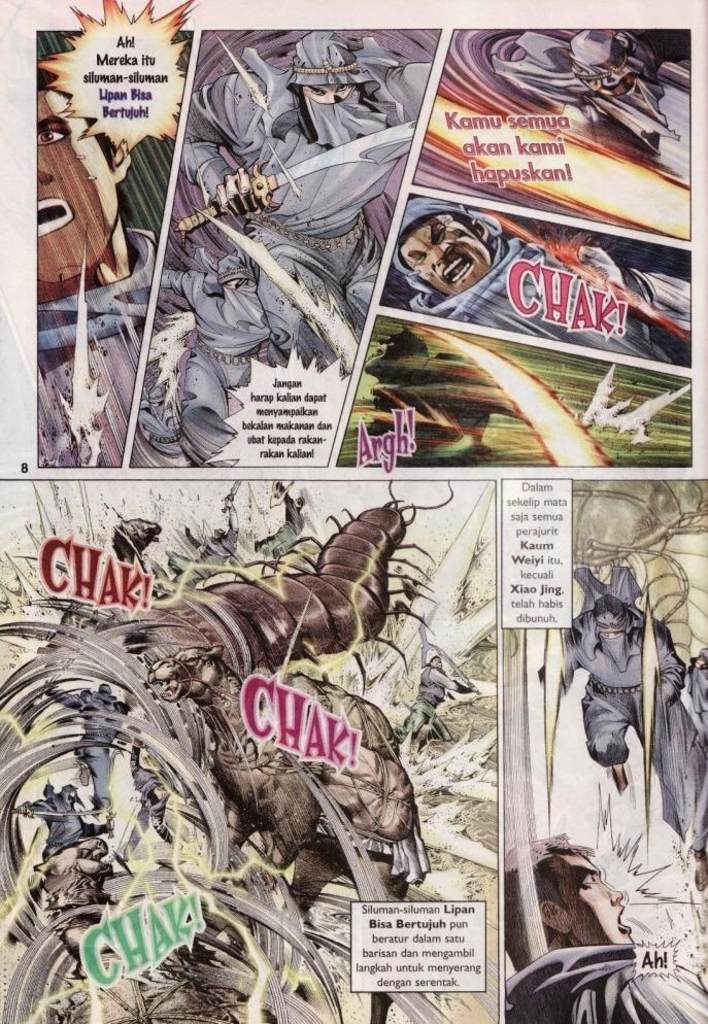 Ah!
Mereka itu
siluman-siluman
Lipan Bisa
Bertujuh!
Jangan
harap kalian dapat
menyampaikan
bekalan makanan dan
ubat kepada rakan-
rakan kalian!
Kamu semua
akan kami
hapuskan!
CHAK!
Argh!
8
CHAK!
CHAK!
CHAK!
Siluman-siluman Lipan
Bisa Bertujuh pun
beratur dalam satu
barisan dan mengambil
langkah untuk menyerang
dengan serentak.
Dalam
sekelip mata
saja semua
perajurit
Kaum
Weiyi itu,
kecuali
Xiao Jing,
telah habis
dibunuh.
Ah!